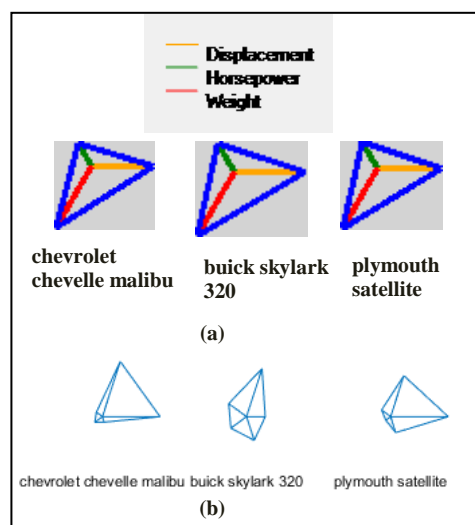 Displacement
Horsepower
Weight
chevrolet
chevelle malibu
buick skylark
320
plymouth
satellite
(a)
chevrolet chevelle malibu buick skylark 320 plymouth satellite
(b)